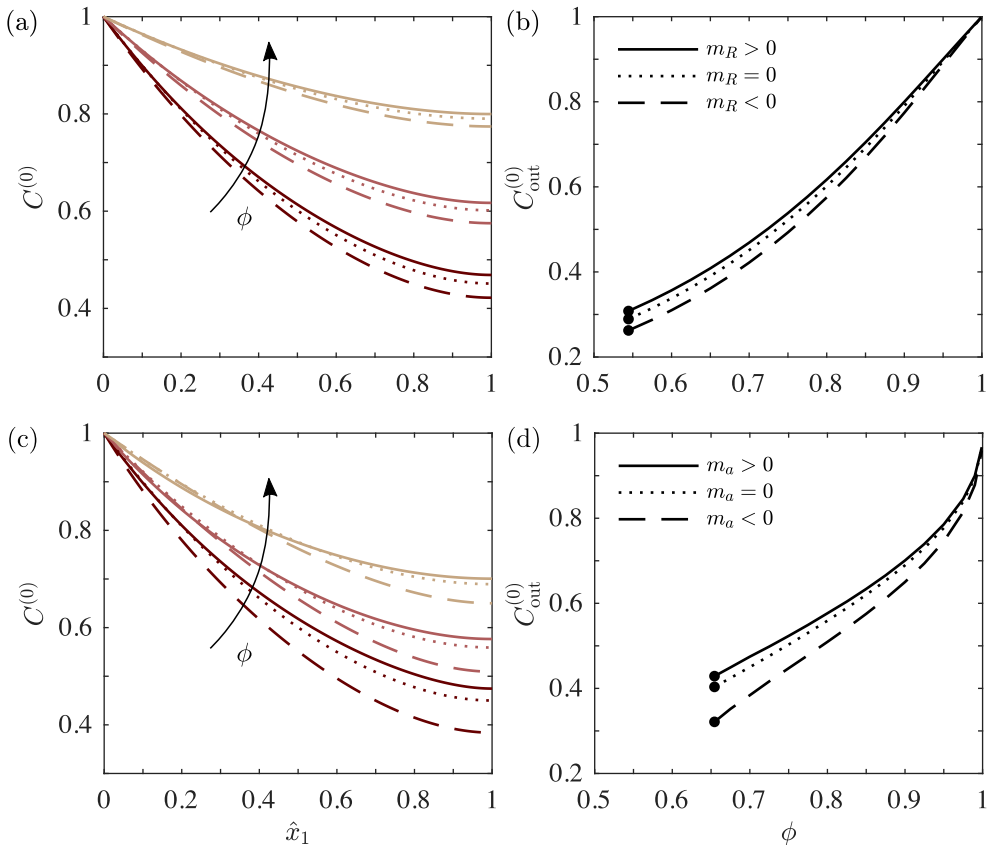 (a)
1
0.8
0.6
0.4
C^(0)
ϕ
0 0.2 0.4 0.6 0.8 1
(b)
1
0.8
0.6
0.4
0.2
C_out^(0)
m_R > 0
m_R = 0
m_R < 0
0.5 0.6 0.7 0.8 0.9 1
(c)
1
0.8
0.6
0.4
C^(0)
ϕ
0 0.2 0.4 0.6 0.8 1
x̂_1
(d)
1
0.8
0.6
0.4
0.2
C_out^(0)
m_a > 0
m_a = 0
m_a < 0
0.5 0.6 0.7 0.8 0.9 1
ϕ